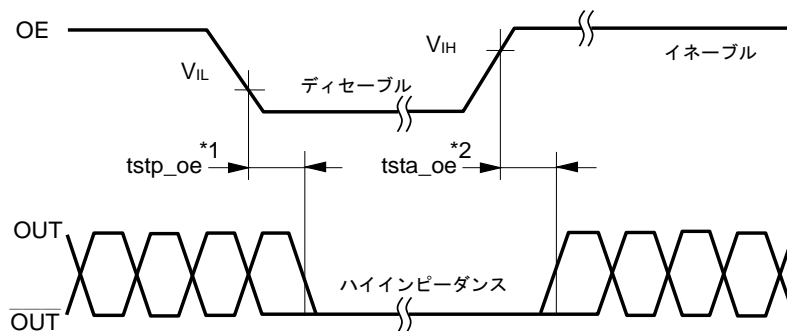 OE
VIL
ディセーブル
VIH
イネーブル
tstp_oe*1
tsta_oe*2
OUT
ハイインピーダンス
OUT